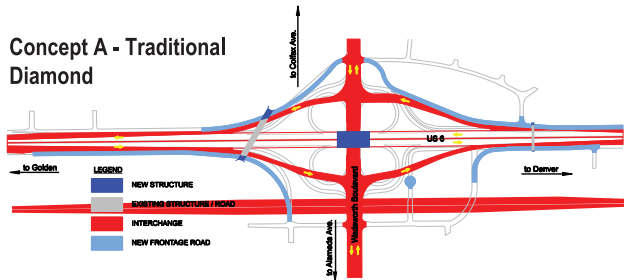 Concept A - Traditional
Diamond
to Colfax Ave.
US 6
to Golden
to Denver
LEGEND
NEW STRUCTURE
EXISTING STRUCTURE / ROAD
INTERCHANGE
NEW FRONTAGE ROAD
Wadsworth Boulevard
to Alameda Ave.